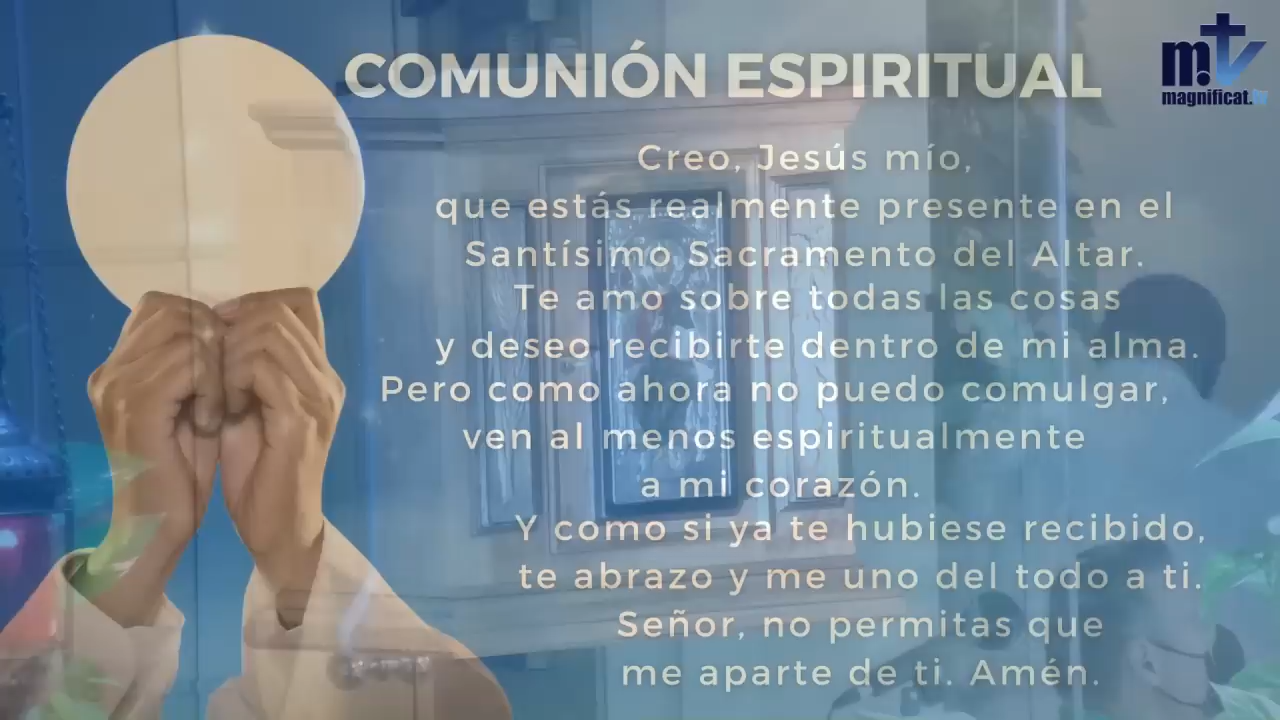 COMUNIÓN ESPIRITUAL
mtv
magnificat.tv
Creo, Jesús mío,
que estás realmente presente en el
Santísimo Sacramento del Altar.
Te amo sobre todas las cosas
y deseo recibirte dentro de mi alma.
Pero como ahora no puedo comulgar,
ven al menos espiritualmente
a mi corazón.
Y como si ya te hubiese recibido,
te abrazo y me uno del todo a ti.
Señor, no permitas que
me aparte de ti. Amén.